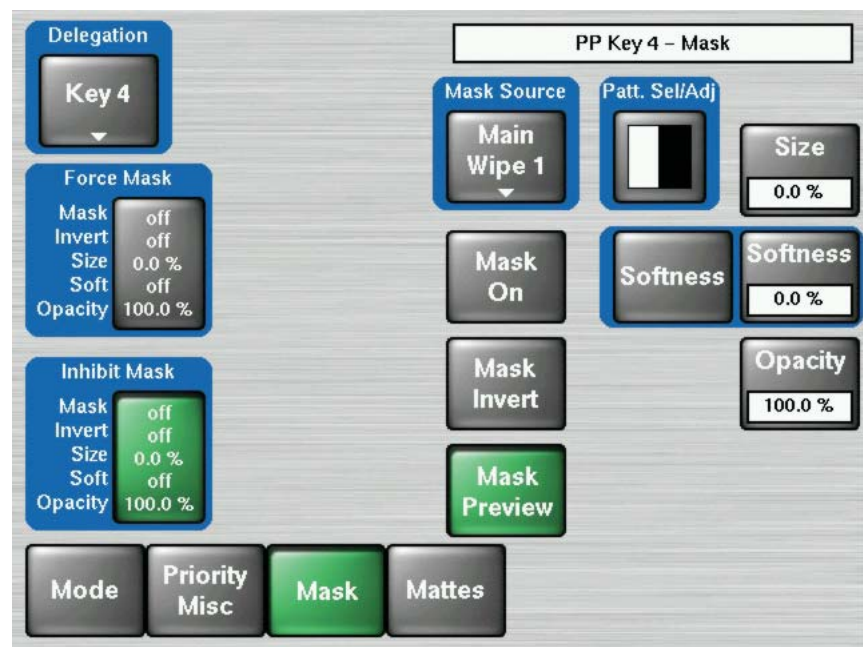 Delegation
Key 4
PP Key 4 – Mask
Mask Source
Main
Wipe 1
Patt. Sel/Adj
Size
0.0 %
Force Mask
Mask off
Invert off
Size 0.0 %
Soft off
Opacity 100.0 %
Mask
On
Softness
Softness
0.0 %
Mask
Invert
Opacity
100.0 %
Inhibit Mask
Mask off
Invert off
Size 0.0 %
Soft off
Opacity 100.0 %
Mask
Preview
Mode
Priority
Misc
Mask
Mattes